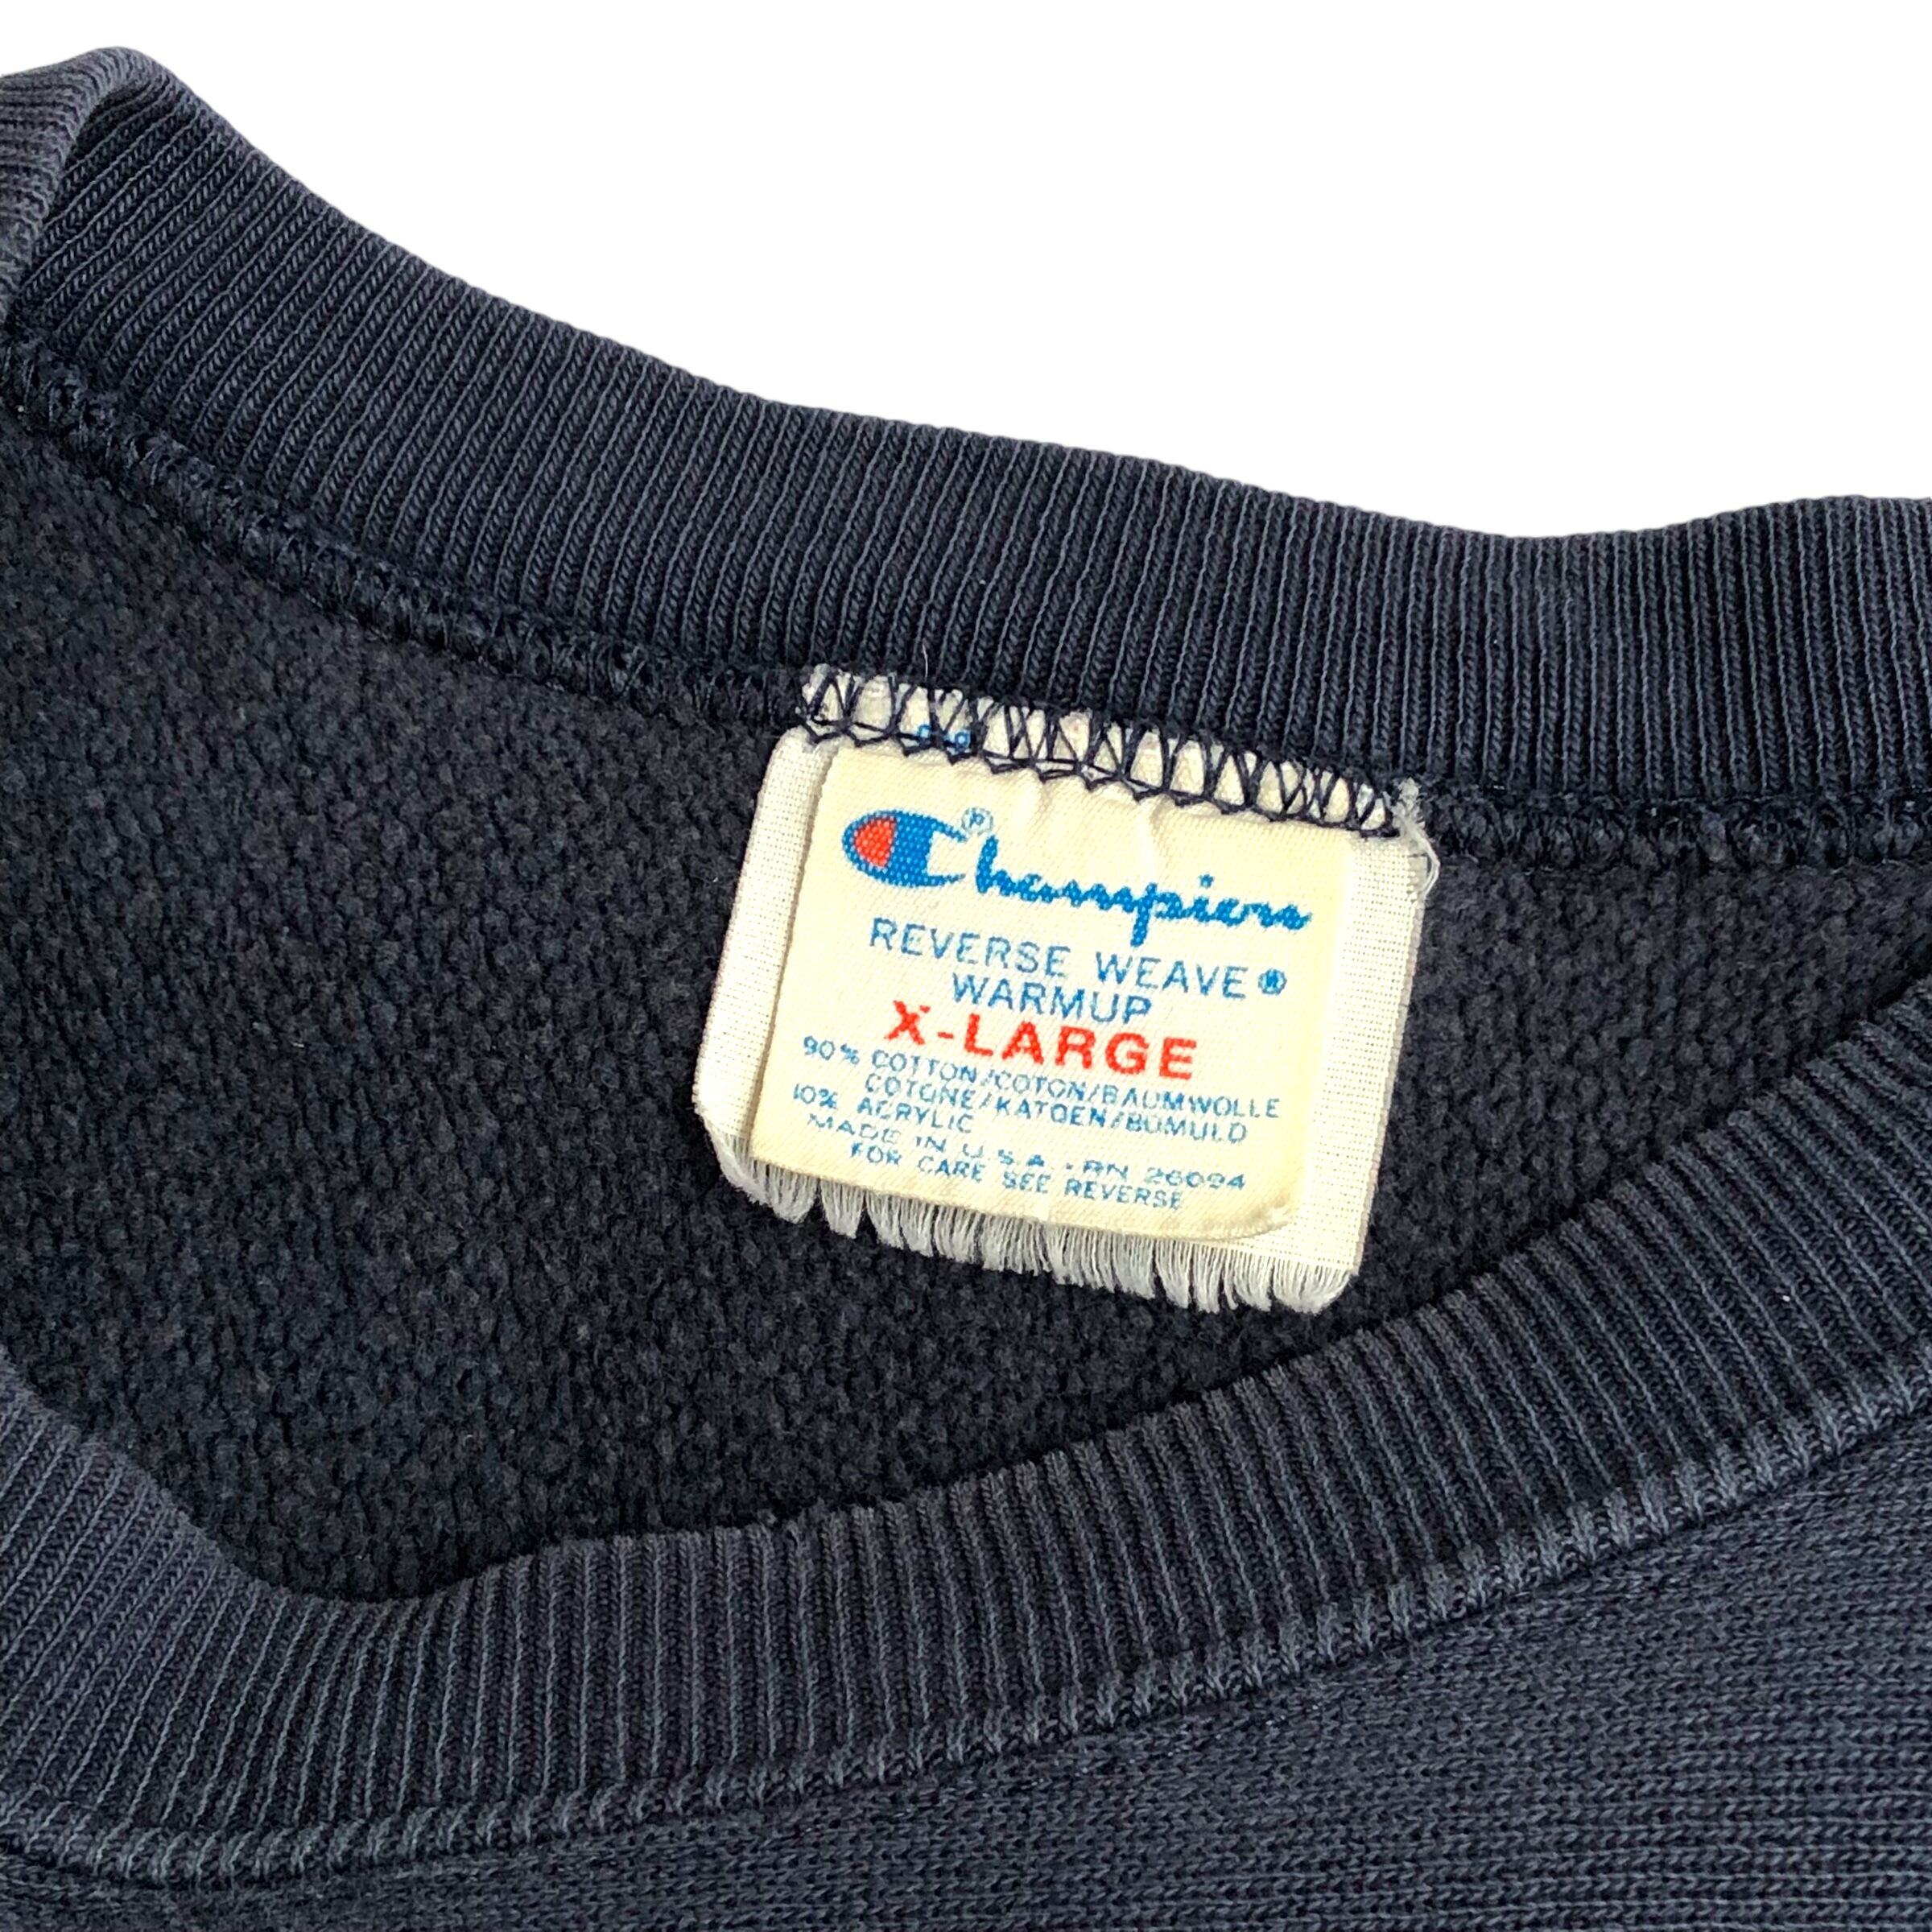 Champion®
REVERSE WEAVE®
WARMUP
X-LARGE
90% COTTON/COTON/BAUMWOLLE
COTONE/KATOEN/BOMULD
10% ACRYLIC
MADE IN U.S.A. - RN 26094
FOR CARE SEE REVERSE